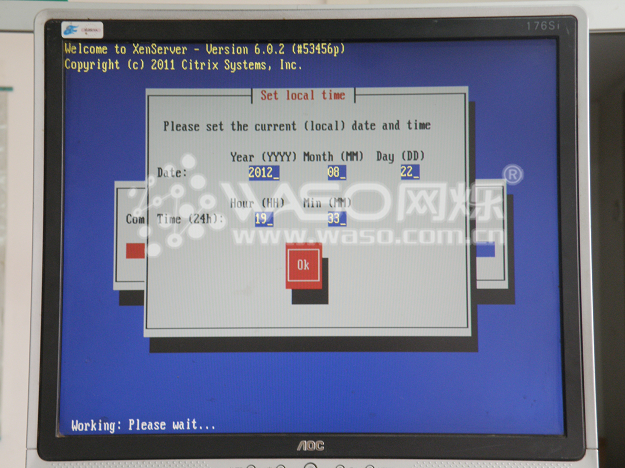 176Si
Welcome to XenServer - Version 6.0.2 (#53456p)
Copyright (c) 2011 Citrix Systems, Inc.
Set local time
Please set the current (local) date and time
Year (YYYY) Month (MM) Day (DD)
Date: 2012_ 08_ 22_
WASO网烁®
Hour (HH) Min (MM)
Com
Time (24h): 19_ 33_
www.waso.com.cn
Ok
Working: Please wait...
AOC